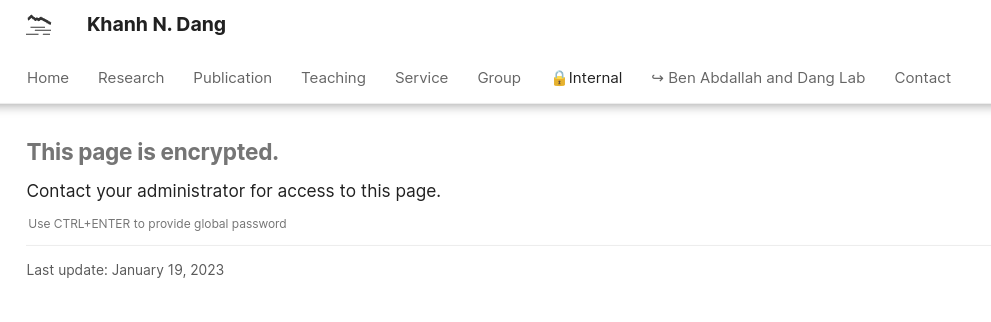 Khanh N. Dang
Home Research Publication Teaching Service Group 🔒Internal ↪ Ben Abdallah and Dang Lab Contact
This page is encrypted.
Contact your administrator for access to this page.
Use CTRL+ENTER to provide global password
Last update: January 19, 2023